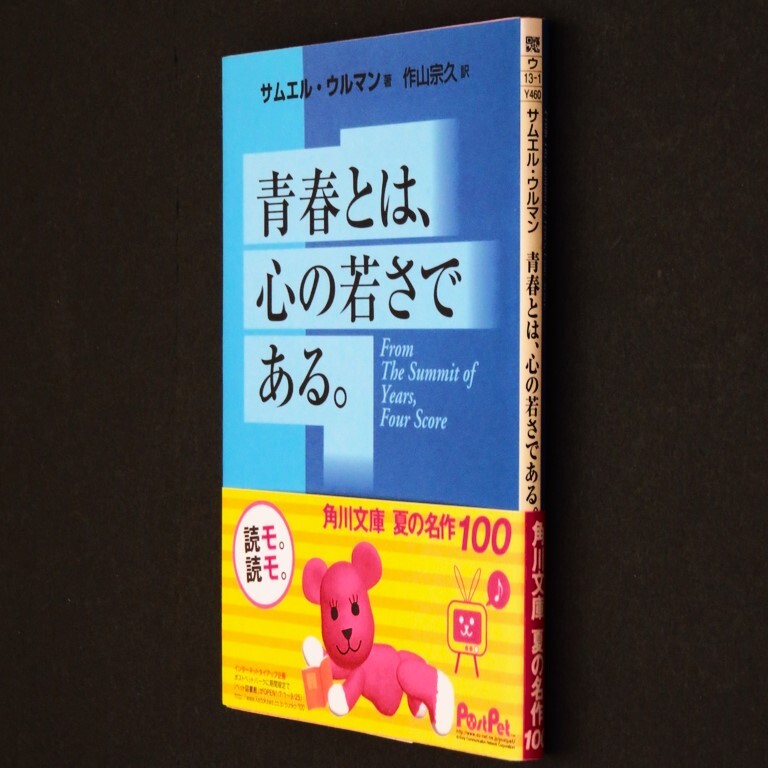 サムエル・ウルマン著 作山宗久訳
青春とは、
心の若さで
ある。
From
The Summit of
Years,
Four Score
角川文庫 夏の名作100
読モ。
読モ。
PostPet
ウ
13-1
¥460
サムエル・ウルマン 青春とは、心の若さである。
角川文庫 夏の名作100